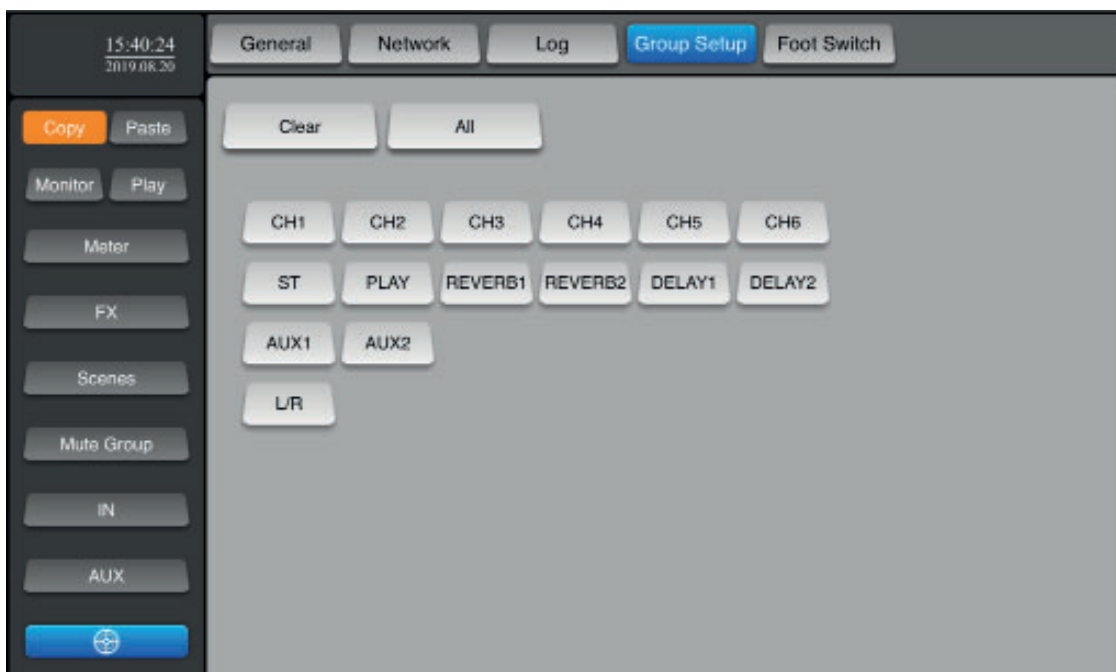 15:40:24
2019.08.20
General Network Log Group Setup Foot Switch
Copy Paste
Monitor Play
Meter
FX
Scenes
Mute Group
IN
AUX
Clear All
CH1 CH2 CH3 CH4 CH5 CH6
ST PLAY REVERB1 REVERB2 DELAY1 DELAY2
AUX1 AUX2
L/R